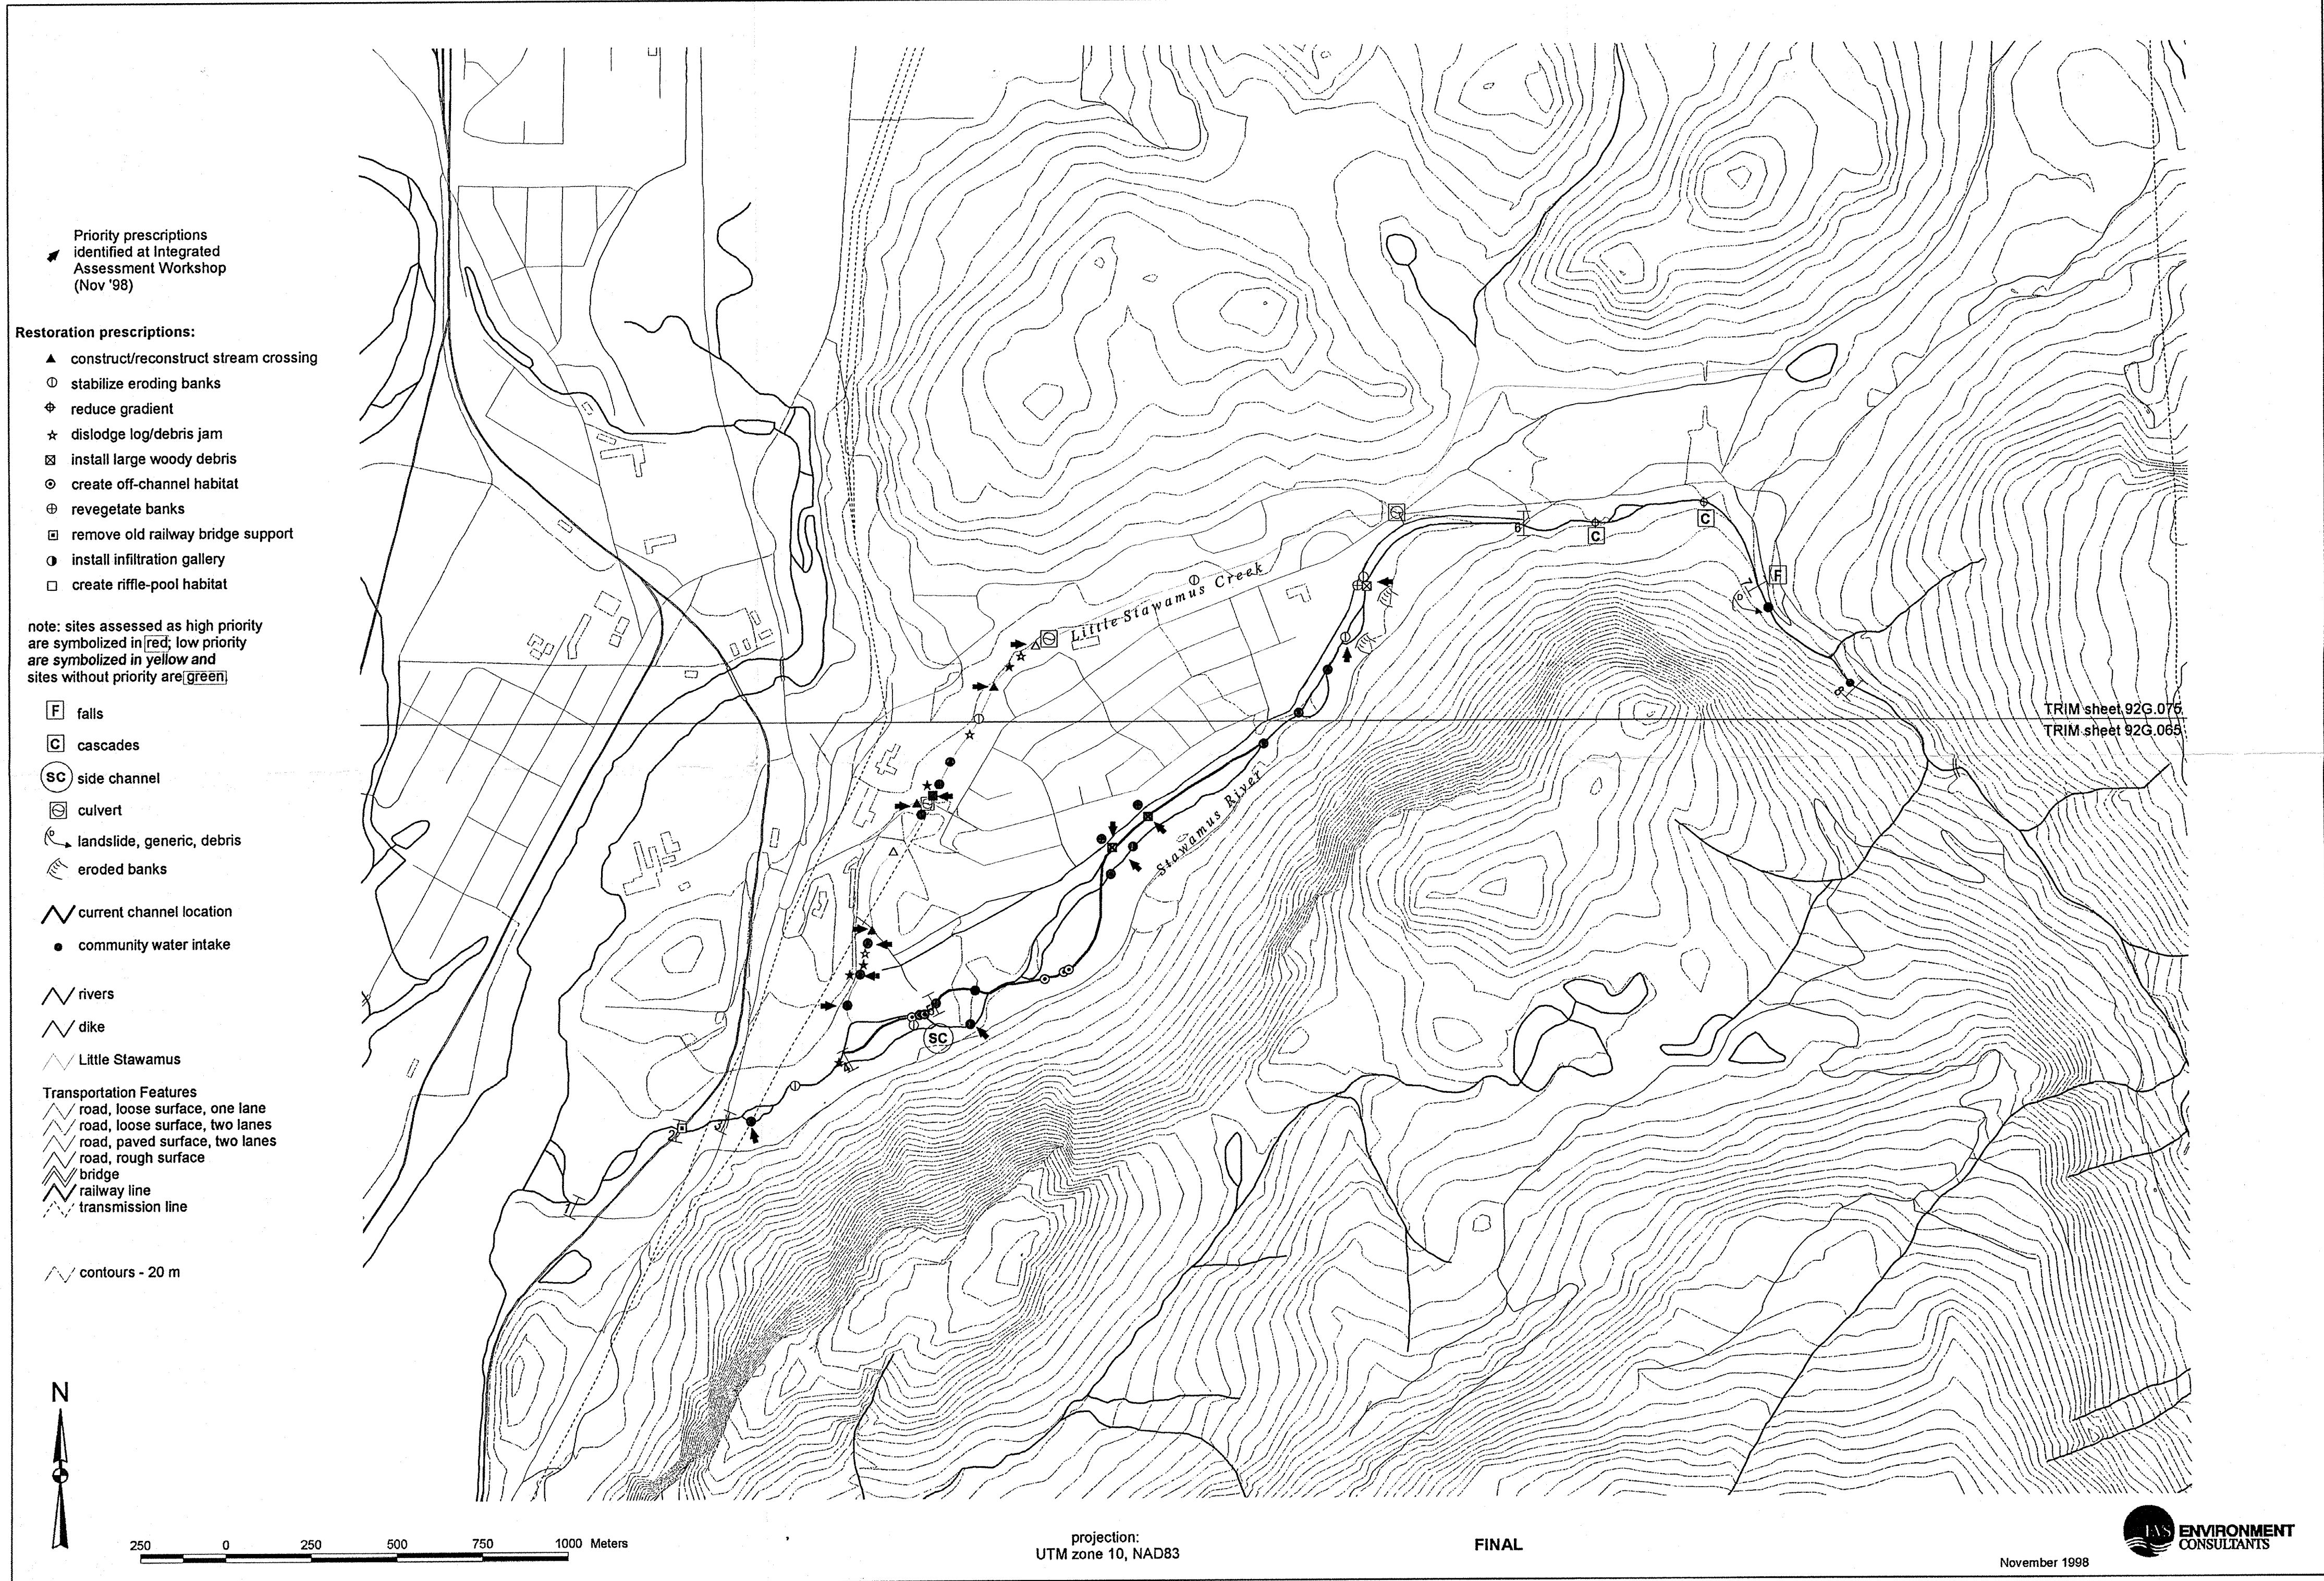 Priority prescriptions
identified at Integrated
Assessment Workshop
(Nov '98)
Restoration prescriptions:
construct/reconstruct stream crossing
stabilize eroding banks
reduce gradient
dislodge log/debris jam
install large woody debris
create off-channel habitat
revegetate banks
remove old railway bridge support
install infiltration gallery
create riffle-pool habitat
note: sites assessed as high priority
are symbolized in red; low priority
are symbolized in yellow and
sites without priority are green
F falls
C cascades
SC side channel
culvert
landslide, generic, debris
eroded banks
current channel location
community water intake
rivers
dike
Little Stawamus
Transportation Features
road, loose surface, one lane
road, loose surface, two lanes
road, paved surface, two lanes
road, rough surface
bridge
railway line
transmission line
contours - 20 m
N
250 0 250 500 750 1000 Meters
Little Stawamus Creek
Stawamus River
6
C
C
7
F
8
TRIM sheet 92G.075
TRIM sheet 92G.065
5
SC
4
3
2
1
projection:
UTM zone 10, NAD83
FINAL
EVS ENVIRONMENT
CONSULTANTS
November 1998